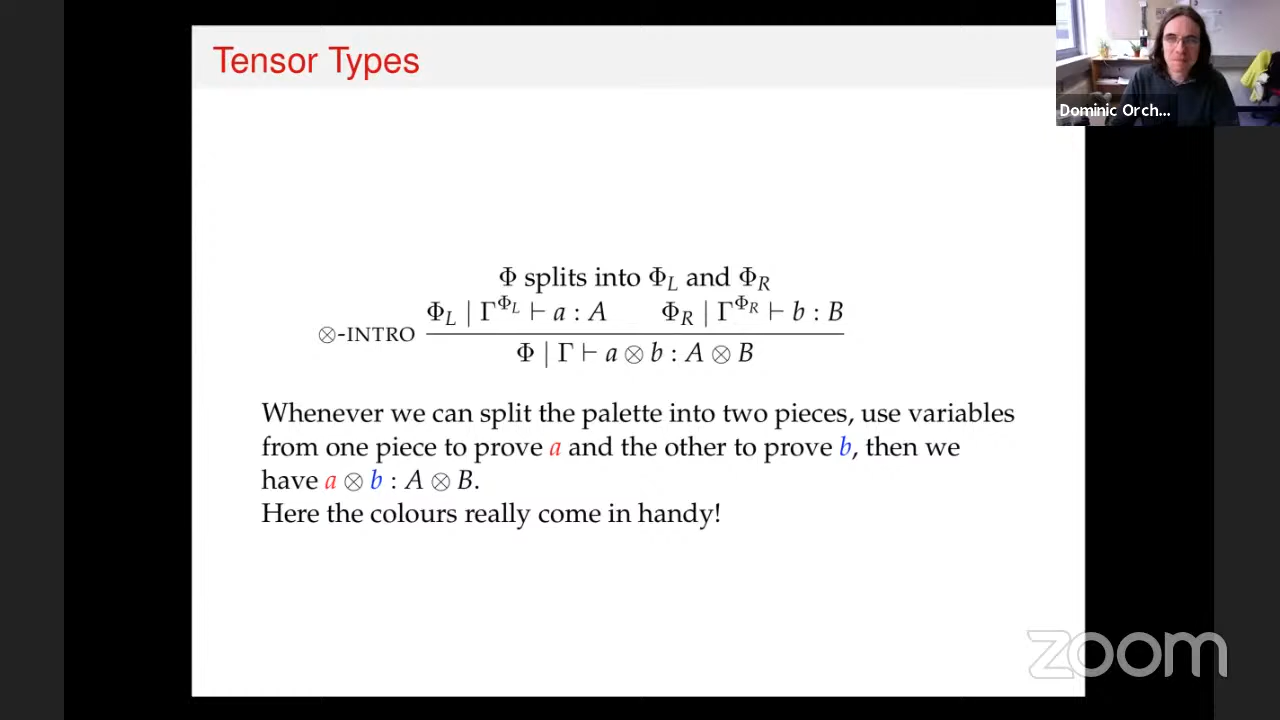 Tensor Types
Dominic Orch...
Φ splits into Φ_L and Φ_R
Φ_L | Γ^{Φ_L} ⊢ a : A Φ_R | Γ^{Φ_R} ⊢ b : B
⊗-INTRO
Φ | Γ ⊢ a ⊗ b : A ⊗ B
Whenever we can split the palette into two pieces, use variables
from one piece to prove a and the other to prove b, then we
have a ⊗ b : A ⊗ B.
Here the colours really come in handy!
zoom